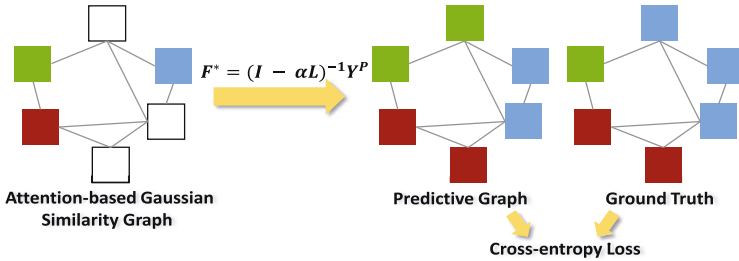 F* = (I − αL)⁻¹Yᴾ
Attention-based Gaussian
Similarity Graph
Predictive Graph
Ground Truth
Cross-entropy Loss